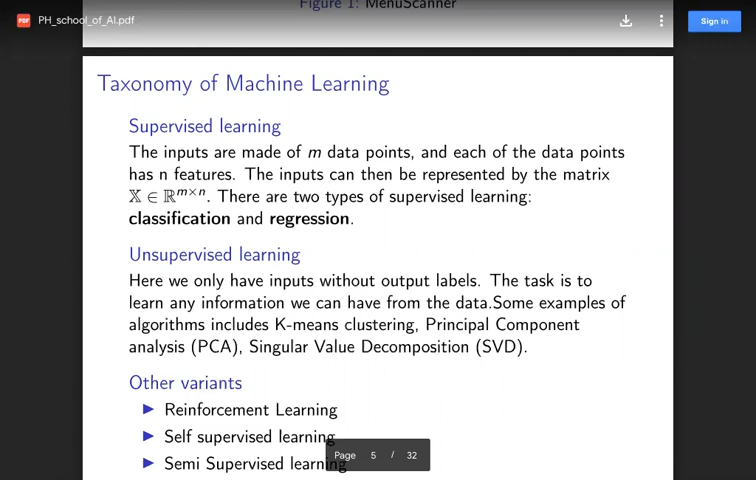 Figure 1: MenuScanner
PDF PH_school_of_AI.pdf
Sign in
Taxonomy of Machine Learning
Supervised learning
The inputs are made of m data points, and each of the data points
has n features. The inputs can then be represented by the matrix
𝕏 ∈ ℝ^{m×n}. There are two types of supervised learning:
classification and regression.
Unsupervised learning
Here we only have inputs without output labels. The task is to
learn any information we can have from the data.Some examples of
algorithms includes K-means clustering, Principal Component
analysis (PCA), Singular Value Decomposition (SVD).
Other variants
▶ Reinforcement Learning
▶ Self supervised learning
▶ Semi Supervised learning
Page 5 / 32